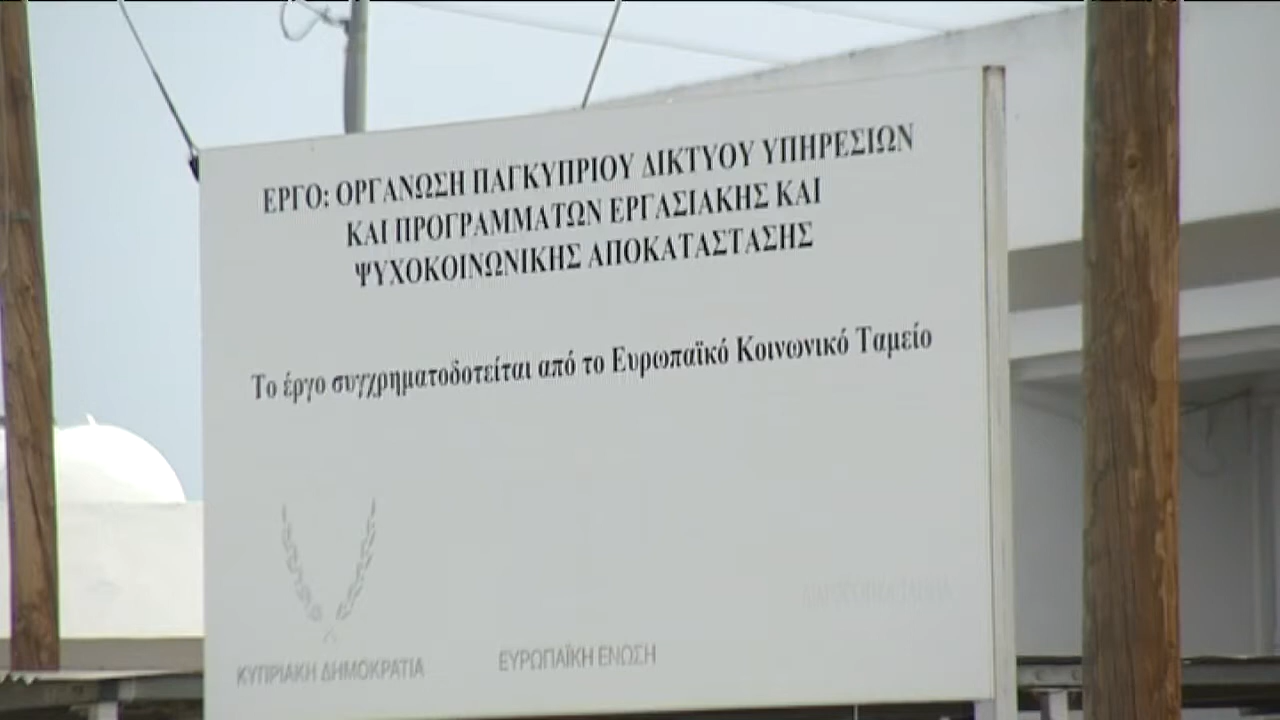 ΕΡΓΟ: ΟΡΓΑΝΩΣΗ ΠΑΓΚΥΠΡΙΟΥ ΔΙΚΤΥΟΥ ΥΠΗΡΕΣΙΩΝ
ΚΑΙ ΠΡΟΓΡΑΜΜΑΤΩΝ ΕΡΓΑΣΙΑΚΗΣ ΚΑΙ
ΨΥΧΟΚΟΙΝΩΝΙΚΗΣ ΑΠΟΚΑΤΑΣΤΑΣΗΣ
Το έργο συγχρηματοδοτείται από το Ευρωπαϊκό Κοινωνικό Ταμείο
ΚΥΠΡΙΑΚΗ ΔΗΜΟΚΡΑΤΙΑ
ΕΥΡΩΠΑΪΚΗ ΕΝΩΣΗ